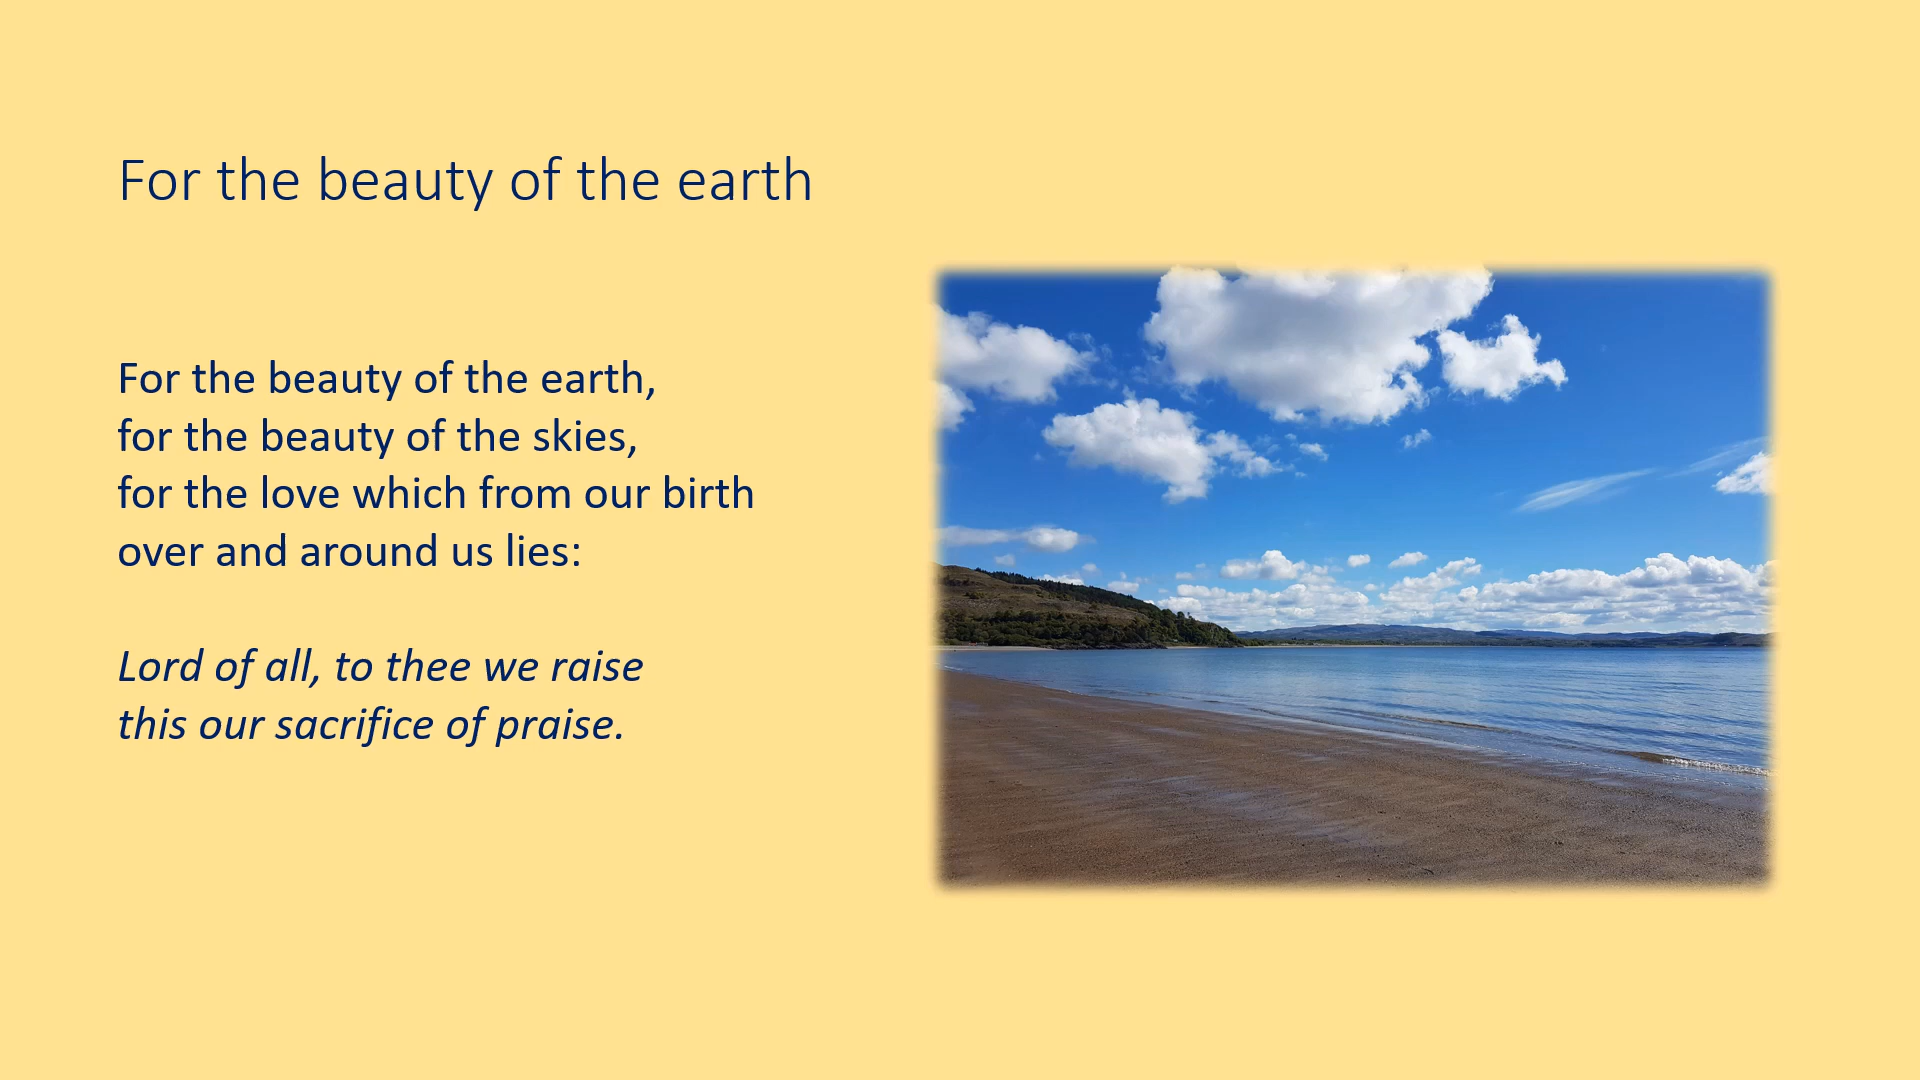 For the beauty of the earth
For the beauty of the earth,
for the beauty of the skies,
for the love which from our birth
over and around us lies:
Lord of all, to thee we raise
this our sacrifice of praise.